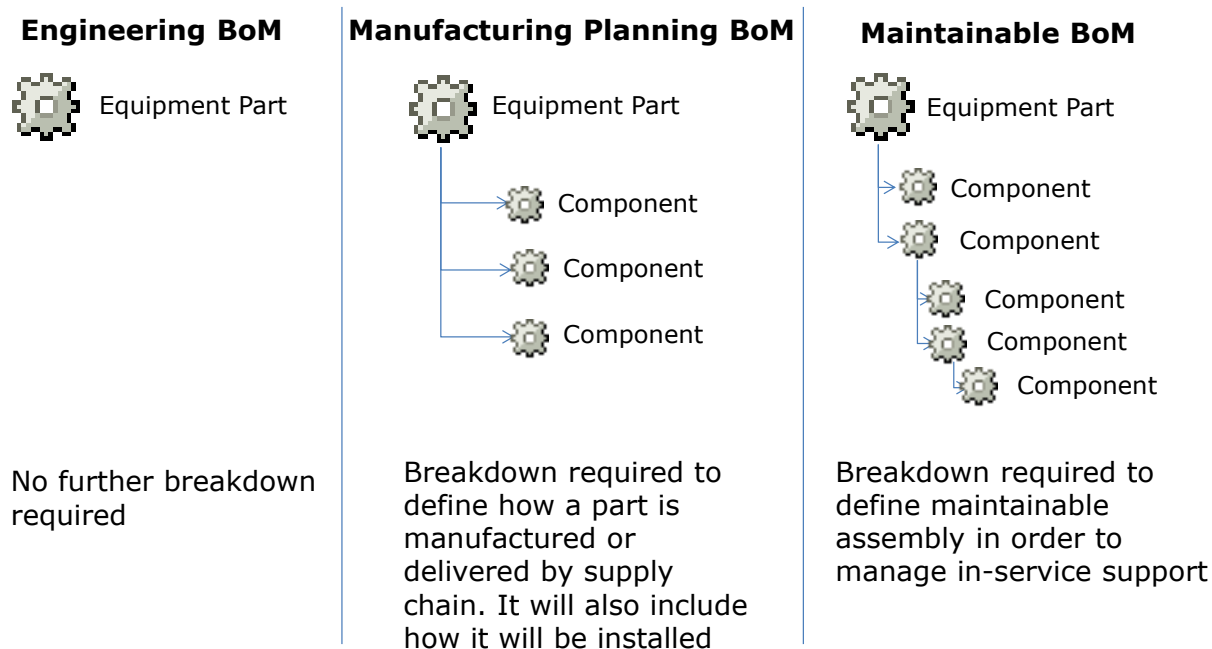 Engineering BoM
Equipment Part
No further breakdown
required
Manufacturing Planning BoM
Equipment Part
Component
Component
Component
Breakdown required to
define how a part is
manufactured or
delivered by supply
chain. It will also include
how it will be installed
Maintainable BoM
Equipment Part
Component
Component
Component
Component
Component
Breakdown required to
define maintainable
assembly in order to
manage in-service support